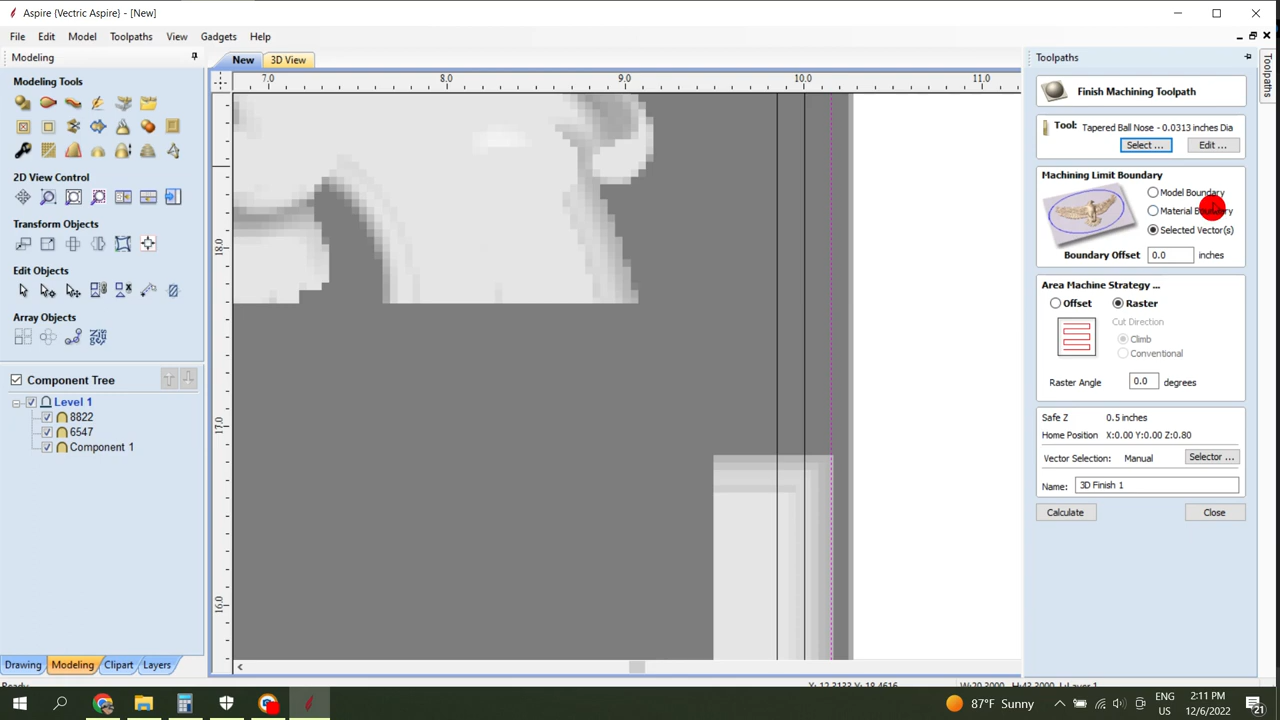 Aspire (Vectric Aspire) - [New]
File Edit Model Toolpaths View Gadgets Help
Modeling
Modeling Tools
2D View Control
Transform Objects
Edit Objects
Array Objects
Component Tree
Level 1
8822
6547
Component 1
Drawing Modeling Clipart Layers
New 3D View
7.0 8.0 9.0 10.0 11.0
18.0
17.0
16.0
Toolpaths
Toolpaths
Finish Machining Toolpath
Tool: Tapered Ball Nose - 0.0313 inches Dia
Select ... Edit ...
Machining Limit Boundary
Model Boundary
Material Boundary
Selected Vector(s)
Boundary Offset 0.0 inches
Area Machine Strategy ...
Offset Raster
Cut Direction
Climb
Conventional
Raster Angle 0.0 degrees
Safe Z 0.5 inches
Home Position X:0.00 Y:0.00 Z:0.80
Vector Selection: Manual Selector ...
Name: 3D Finish 1
Calculate Close
Ready
87°F Sunny
ENG
US
2:11 PM
12/6/2022
21